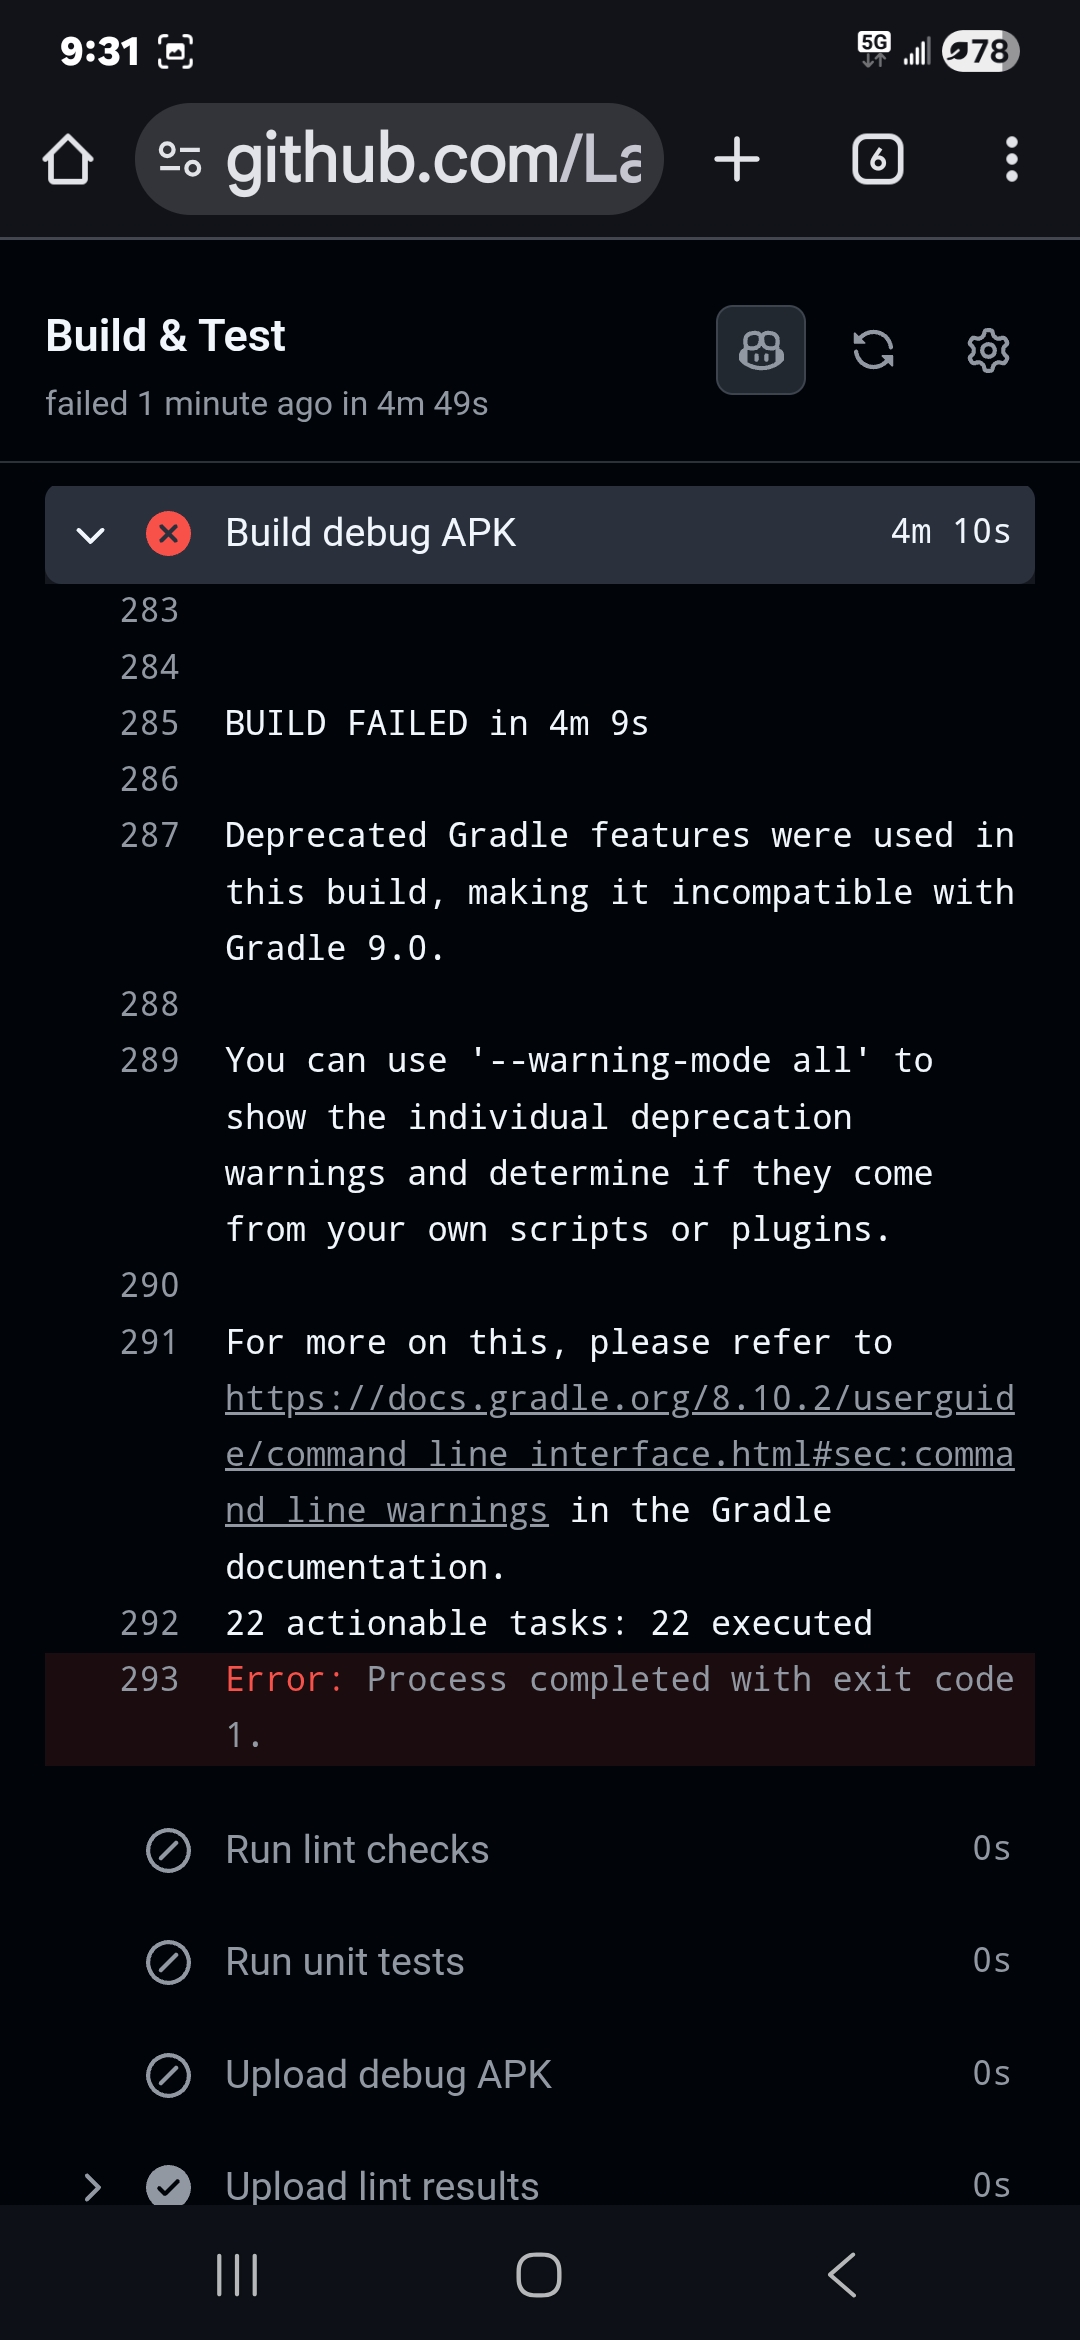 9:31
5G
78
github.com/La
6
Build & Test
failed 1 minute ago in 4m 49s
Build debug APK 4m 10s
283
284
285 BUILD FAILED in 4m 9s
286
287 Deprecated Gradle features were used in
this build, making it incompatible with
Gradle 9.0.
288
289 You can use '--warning-mode all' to
show the individual deprecation
warnings and determine if they come
from your own scripts or plugins.
290
291 For more on this, please refer to
https://docs.gradle.org/8.10.2/userguid
e/command_line_interface.html#sec:comma
nd_line_warnings in the Gradle
documentation.
292 22 actionable tasks: 22 executed
293 Error: Process completed with exit code
1.
Run lint checks 0s
Run unit tests 0s
Upload debug APK 0s
Upload lint results 0s